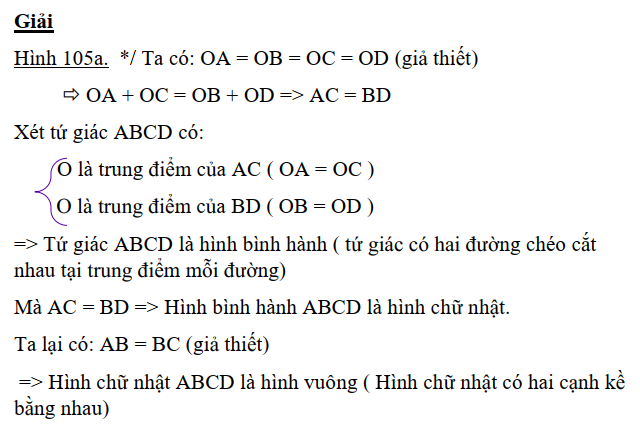 Giải
Hình 105a. */ Ta có: OA = OB = OC = OD (giả thiết)
⇨ OA + OC = OB + OD => AC = BD
Xét tứ giác ABCD có:
O là trung điểm của AC ( OA = OC )
O là trung điểm của BD ( OB = OD )
=> Tứ giác ABCD là hình bình hành ( tứ giác có hai đường chéo cắt
nhau tại trung điểm mỗi đường)
Mà AC = BD => Hình bình hành ABCD là hình chữ nhật.
Ta lại có: AB = BC (giả thiết)
=> Hình chữ nhật ABCD là hình vuông ( Hình chữ nhật có hai cạnh kề
bằng nhau)